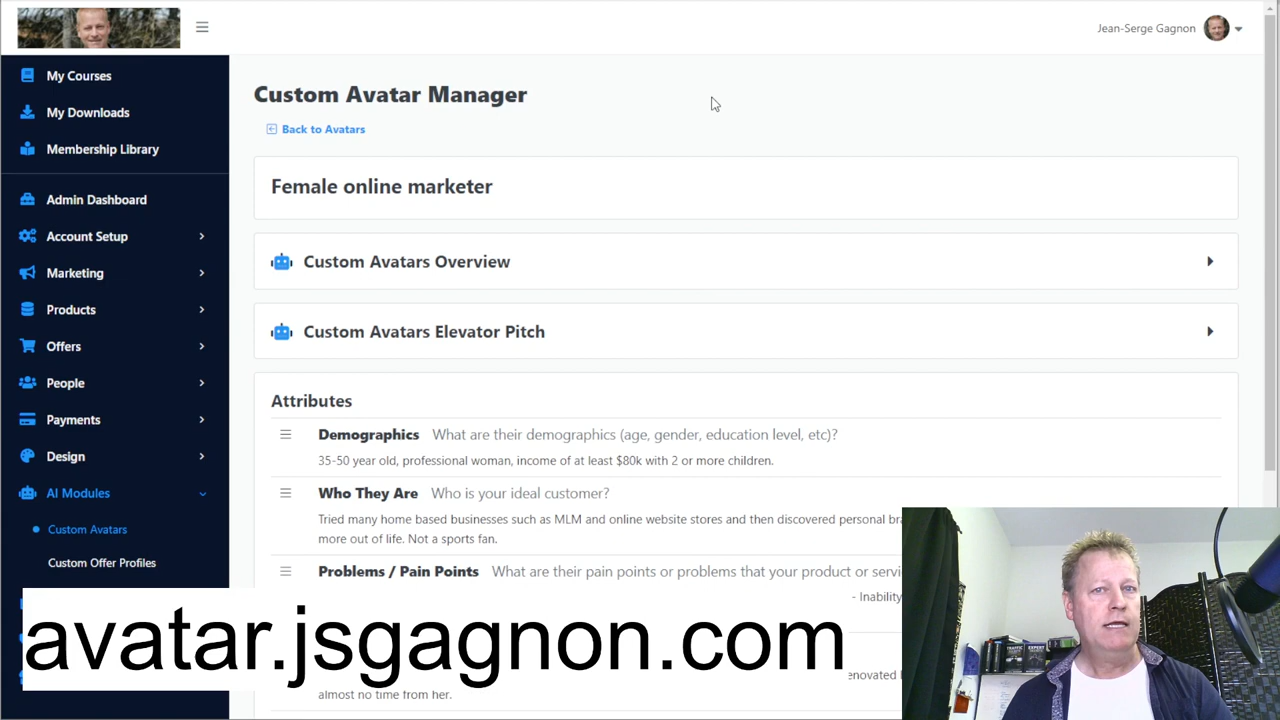 Jean-Serge Gagnon
My Courses
My Downloads
Membership Library
Admin Dashboard
Account Setup
Marketing
Products
Offers
People
Payments
Design
AI Modules
Custom Avatars
Custom Offer Profiles
Custom Avatar Manager
Back to Avatars
Female online marketer
Custom Avatars Overview
Custom Avatars Elevator Pitch
Attributes
Demographics What are their demographics (age, gender, education level, etc)?
35-50 year old, professional woman, income of at least $80k with 2 or more children.
Who They Are Who is your ideal customer?
Tried many home based businesses such as MLM and online website stores and then discovered personal
more out of life. Not a sports fan.
Problems / Pain Points What are their pain points or problems that your product or
- Inability
almost no time from her.
avatar.jsgagnon.com
TRAFFIC
EXPERT